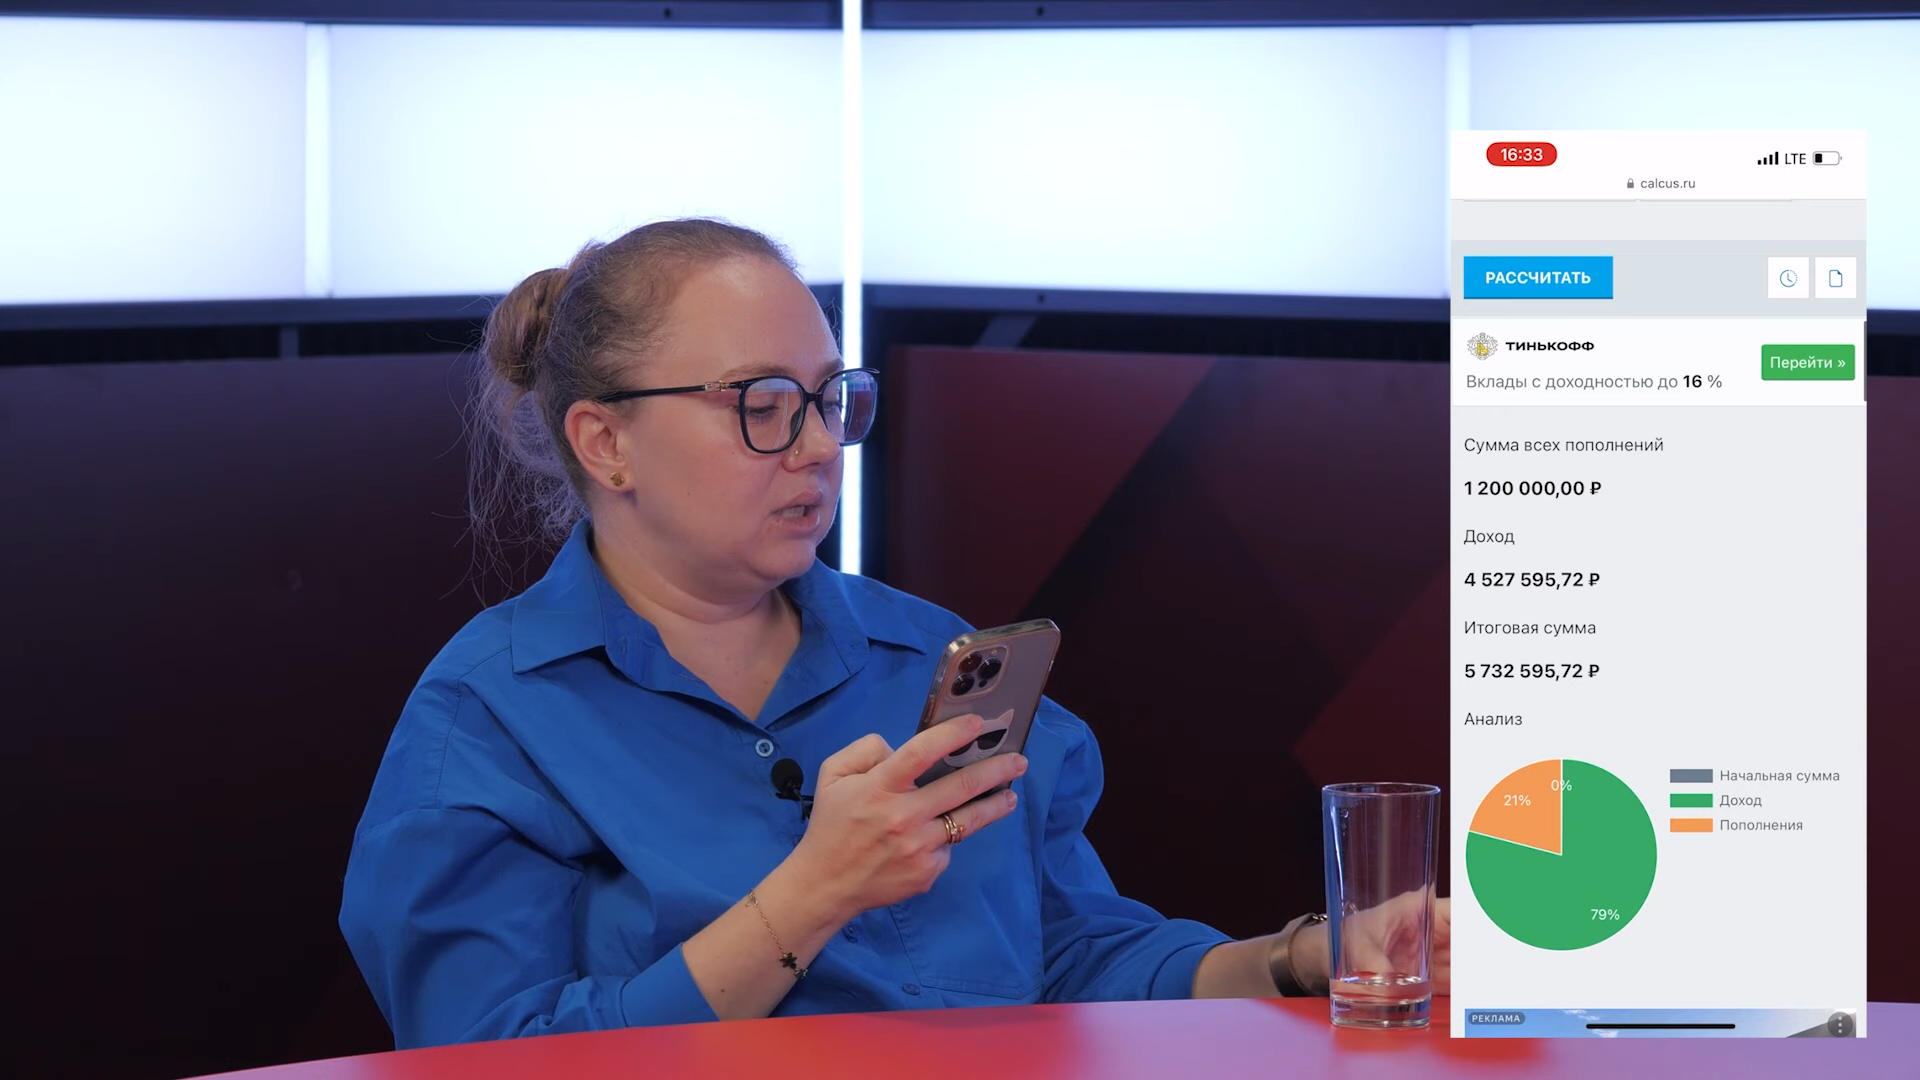 16:33
LTE
calcus.ru
РАССЧИТАТЬ
ТИНЬКОФФ
Вклады с доходностью до 16 %
Перейти »
Сумма всех пополнений
1 200 000,00 ₽
Доход
4 527 595,72 ₽
Итоговая сумма
5 732 595,72 ₽
Анализ
0%
21%
79%
Начальная сумма
Доход
Пополнения
РЕКЛАМА